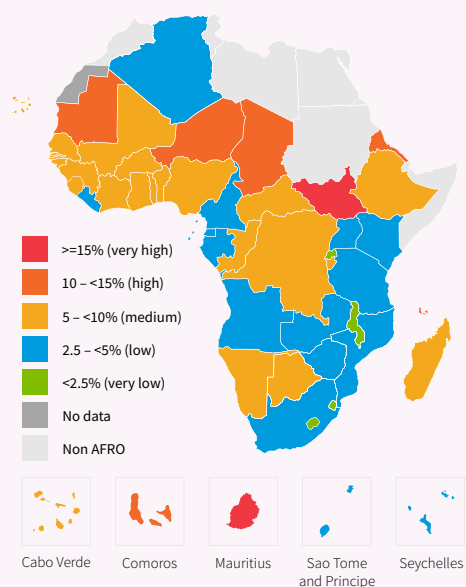 >=15% (very high)
10 – <15% (high)
5 – <10% (medium)
2.5 – <5% (low)
<2.5% (very low)
No data
Non AFRO
Cabo Verde
Comoros
Mauritius
Sao Tome
and Principe
Seychelles